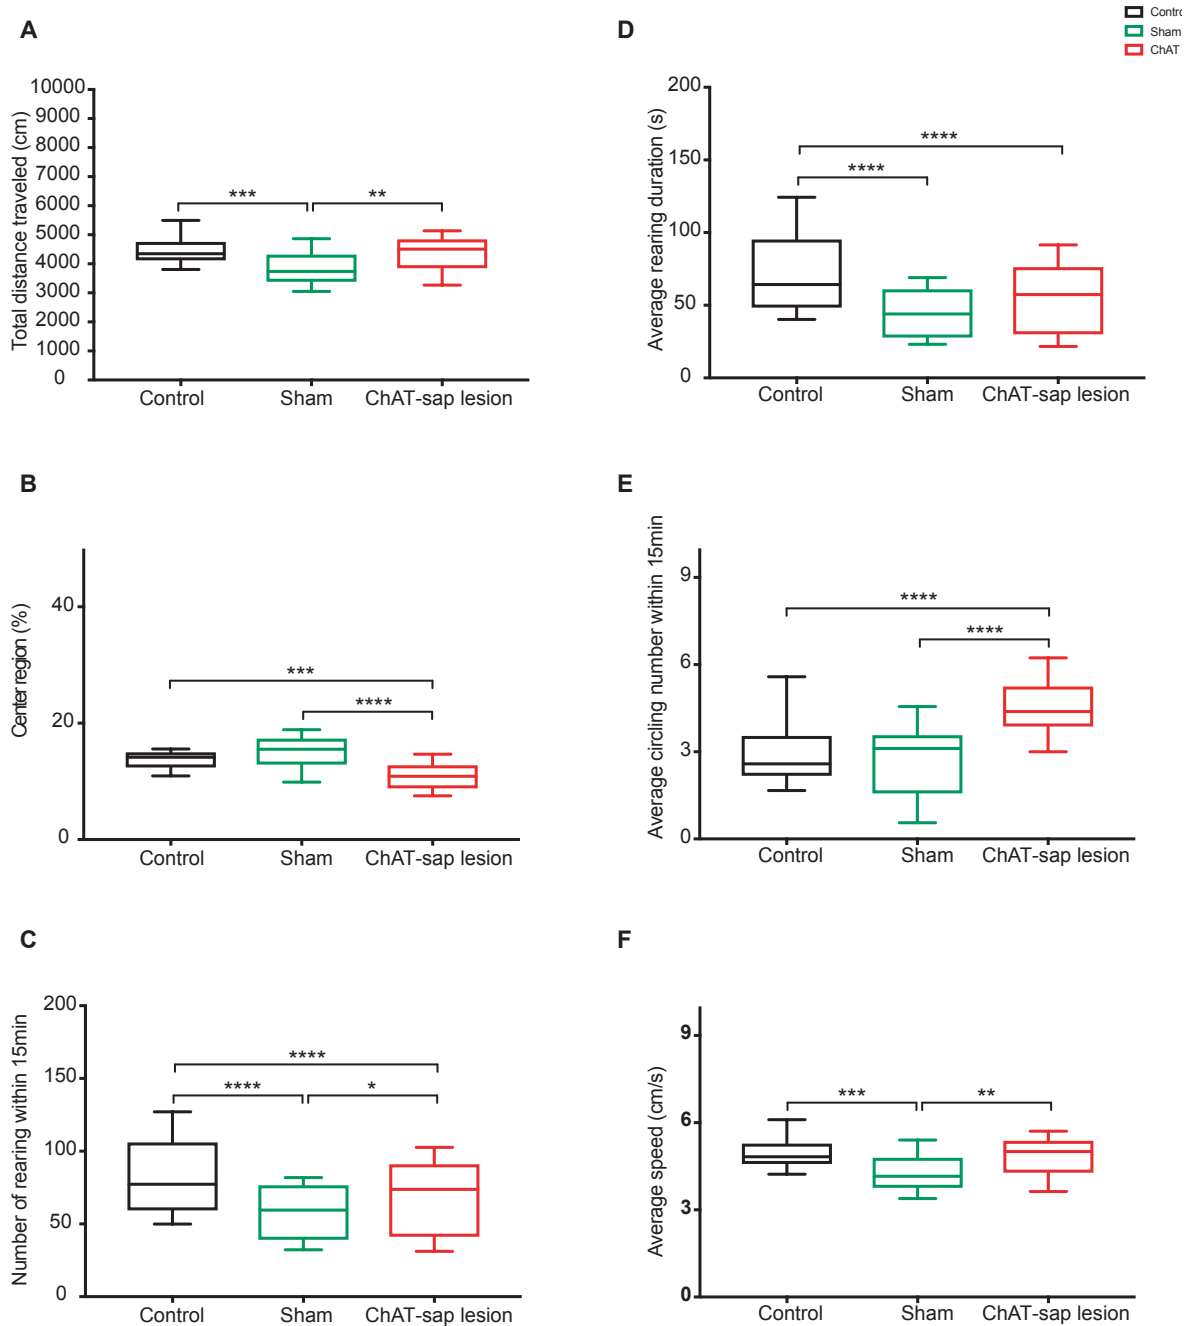 A
Total distance traveled (cm)
10000
9000
8000
7000
6000
5000
4000
3000
2000
1000
0
***
**
Control Sham ChAT-sap lesion
D
Control
Sham
ChAT
Average rearing duration (s)
200
150
100
50
0
****
****
Control Sham ChAT-sap lesion
B
Center region (%)
40
20
0
***
****
Control Sham ChAT-sap lesion
E
Average circling number within 15min
9
6
3
0
****
****
Control Sham ChAT-sap lesion
C
Number of rearing within 15min
200
150
100
50
0
****
****
*
Control Sham ChAT-sap lesion
F
Average speed (cm/s)
9
6
3
0
***
**
Control Sham ChAT-sap lesion